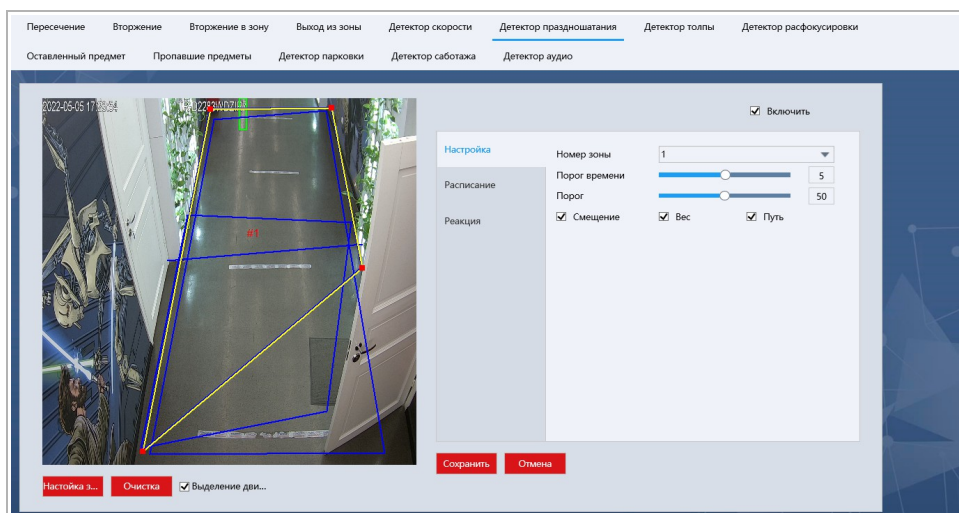 Пересечение Вторжение Вторжение в зону Выход из зоны Детектор скорости Детектор праздношатания Детектор толпы Детектор расфокусировки
Оставленный предмет Пропавшие предметы Детектор парковки Детектор саботажа Детектор аудио
2022-05-05
Включить
Настройка
Расписание
Реакция
Номер зоны 1
Порог времени 5
Порог 50
Смещение Вес Путь
#1
Сохранить Отмена
Настойка з... Очистка Выделение дви...